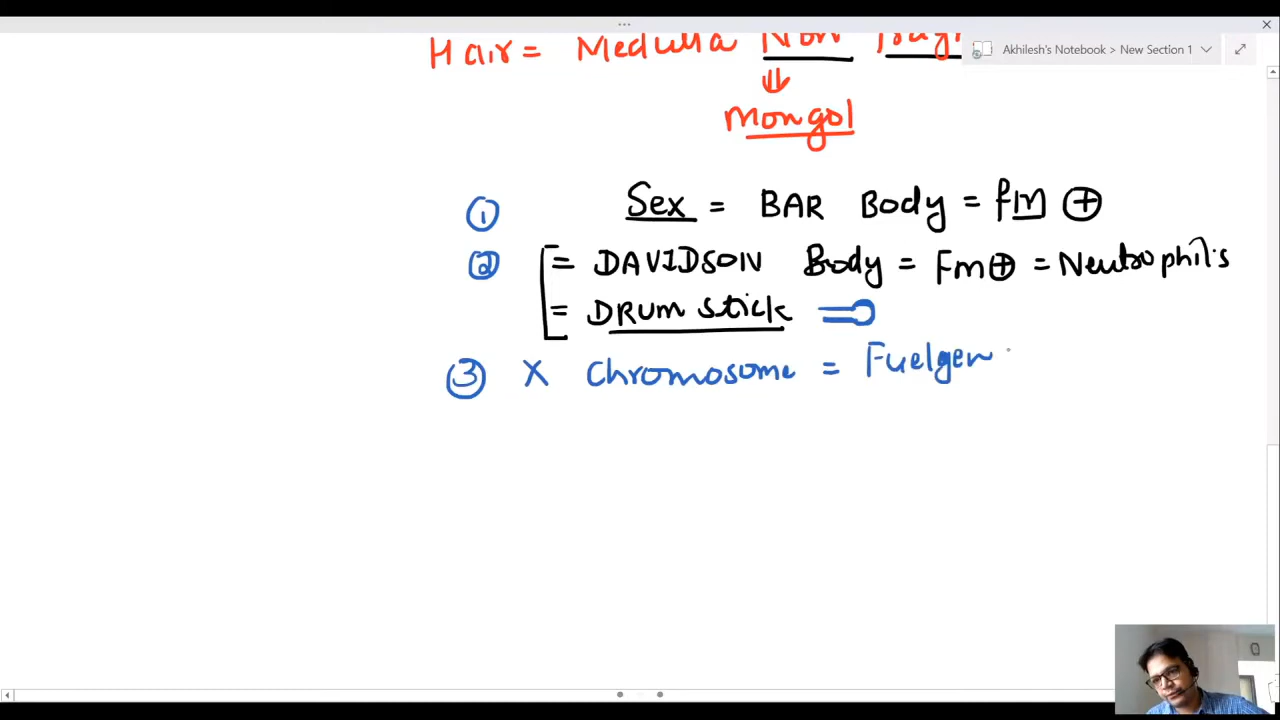 Akhilesh's Notebook > New Section 1
Hair = Medulla Non
Mongol
① Sex = BAR Body = fm ⊕
② = DAVIDSON Body = Fm ⊕ = Neutrophils
= DRUM stick
③ X Chromosome = Fuelgen